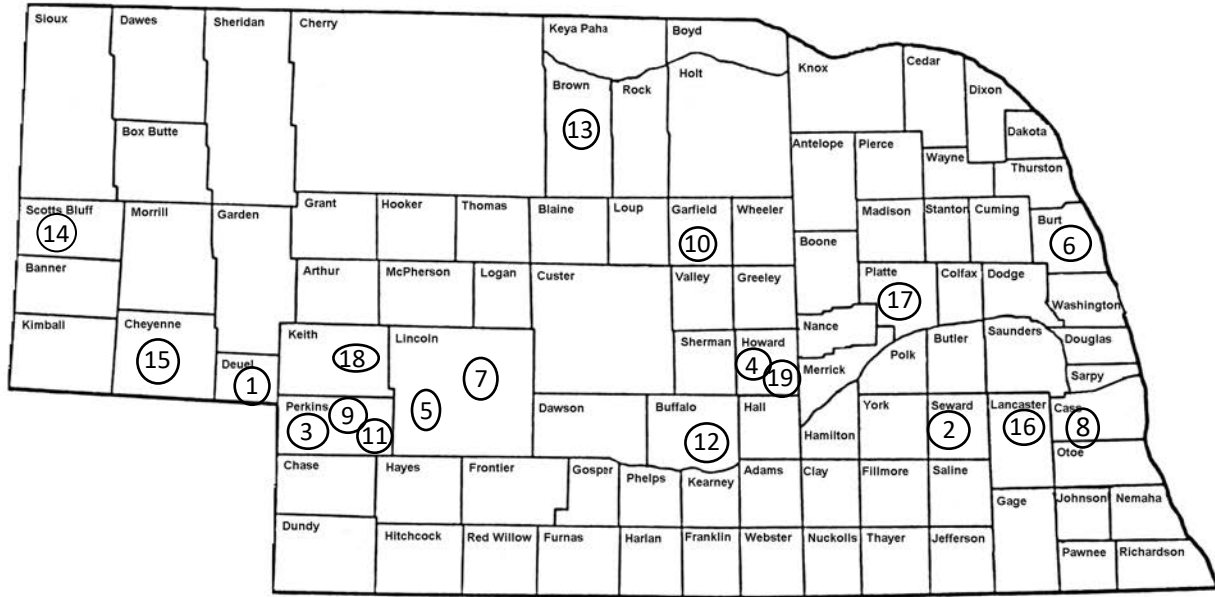 Sioux
Dawes
Sheridan
Cherry
Keya Paha
Boyd
Knox
Cedar
Dixon
Dakota
Box Butte
Brown
13
Rock
Holt
Antelope
Pierce
Wayne
Thurston
Scotts Bluff
14
Morrill
Garden
Grant
Hooker
Thomas
Blaine
Loup
Garfield
10
Wheeler
Boone
Madison
Stanton
Cuming
Burt
6
Banner
Arthur
McPherson
Logan
Custer
Valley
Greeley
Platte
17
Colfax
Dodge
Washington
Kimball
Cheyenne
15
Deuel
1
Keith
18
Lincoln
7
5
Sherman
Howard
4
19
Nance
Merrick
Polk
Butler
Saunders
Douglas
Sarpy
Perkins
9
3
11
Dawson
Buffalo
12
Hall
Hamilton
York
Seward
2
Lancaster
16
Cass
8
Otoe
Chase
Hayes
Frontier
Gosper
Phelps
Kearney
Adams
Clay
Fillmore
Saline
Gage
Johnson
Nemaha
Dundy
Hitchcock
Red Willow
Furnas
Harlan
Franklin
Webster
Nuckolls
Thayer
Jefferson
Pawnee
Richardson